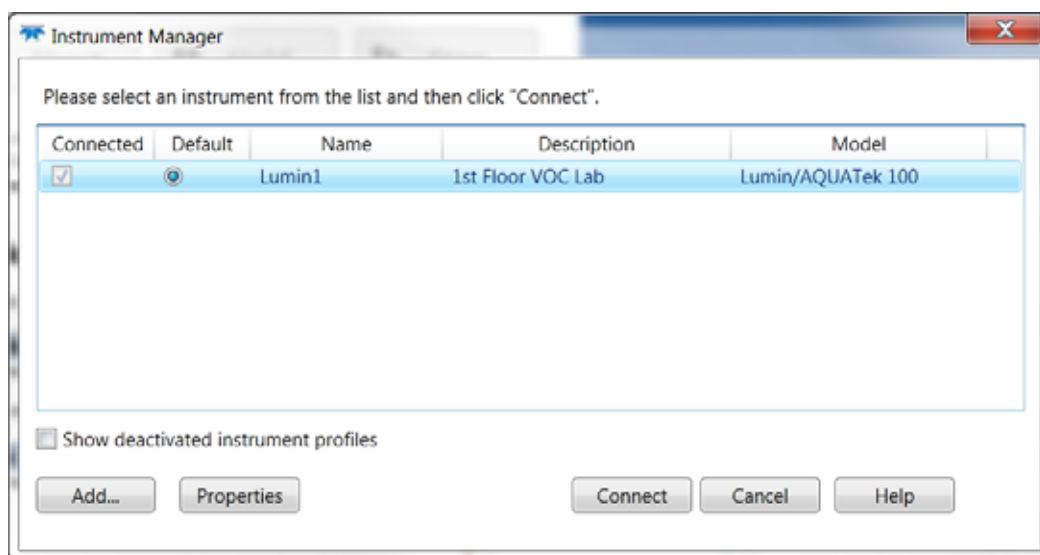 Instrument Manager
Please select an instrument from the list and then click "Connect".
Connected Default Name Description Model
Lumin1 1st Floor VOC Lab Lumin/AQUATek 100
Show deactivated instrument profiles
Add... Properties Connect Cancel Help